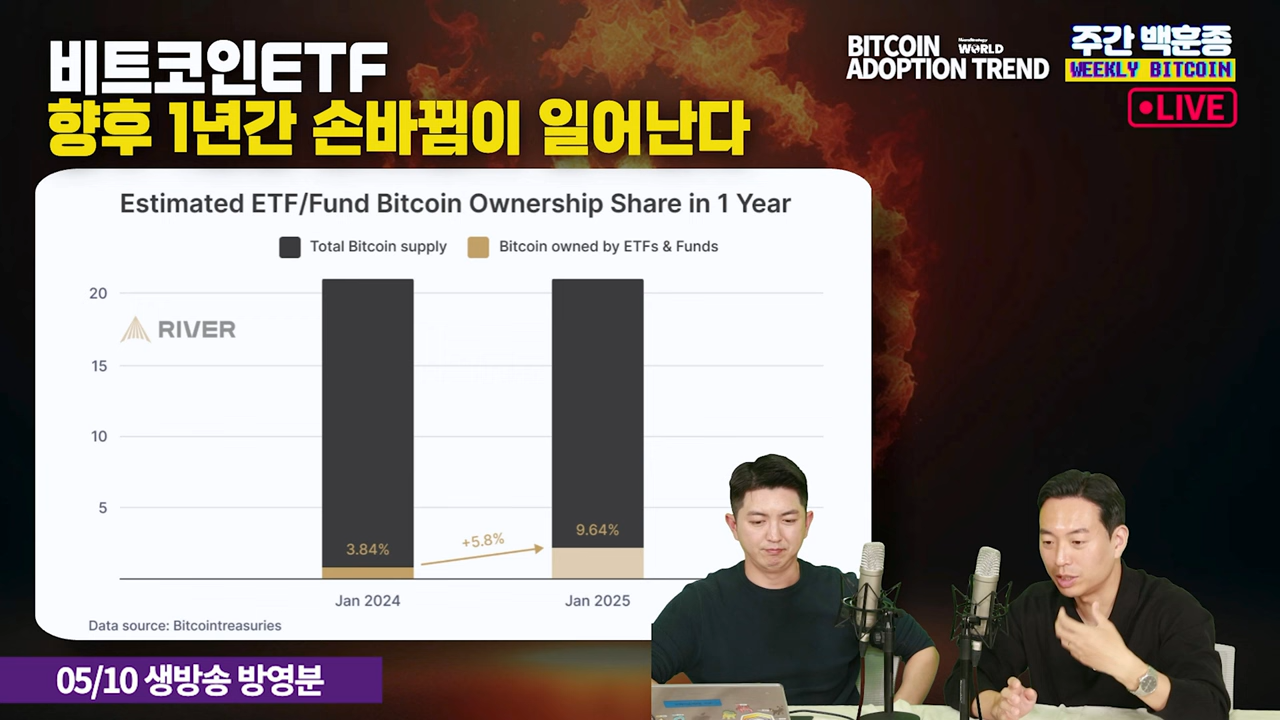 비트코인ETF
향후 1년간 손바뀜이 일어난다
BITCOIN
WORLD
ADOPTION TREND
주간 백훈종
WEEKLY BITCOIN
LIVE
Estimated ETF/Fund Bitcoin Ownership Share in 1 Year
Total Bitcoin supply
Bitcoin owned by ETFs & Funds
20
RIVER
15
10
5
3.84%
+5.8%
9.64%
Jan 2024
Jan 2025
Data source: Bitcointreasuries
05/10 생방송 방영분